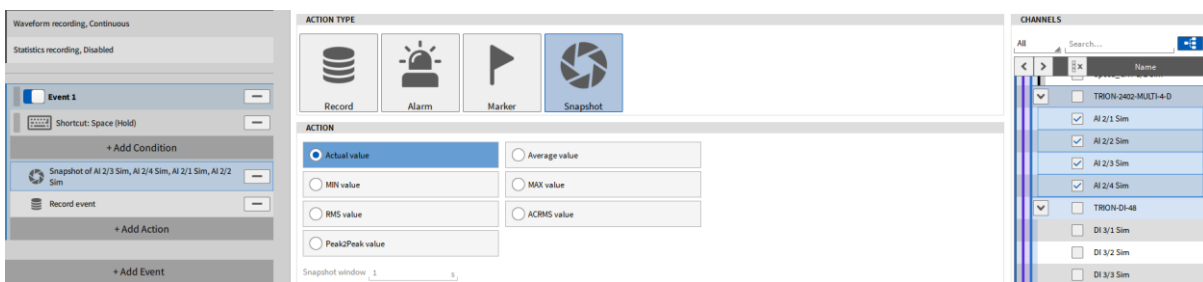 Waveform recording, Continuous
Statistics recording, Disabled
Event 1
Shortcut: Space (Hold)
+ Add Condition
Snapshot of AI 2/3 Sim, AI 2/4 Sim, AI 2/1 Sim, AI 2/2
Sim
Record event
+ Add Action
+ Add Event
ACTION TYPE
Record
Alarm
Marker
Snapshot
ACTION
Actual value
Average value
MIN value
MAX value
RMS value
ACRMS value
Peak2Peak value
Snapshot window 1 s
CHANNELS
All
Search...
Name
TRION-2402-MULTI-4-D
AI 2/1 Sim
AI 2/2 Sim
AI 2/3 Sim
AI 2/4 Sim
TRION-DI-48
DI 3/1 Sim
DI 3/2 Sim
DI 3/3 Sim